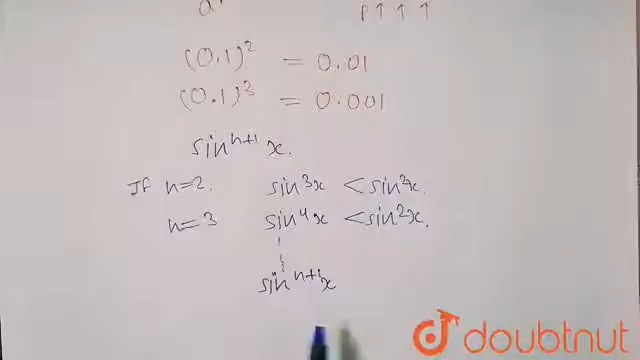 (0.1)² = 0.01
(0.1)³ = 0.001
sinⁿ⁺¹ x.
If n=2. sin³x < sin²x.
n=3 sin⁴x < sin²x.
sinⁿ⁺¹x
doubtnut